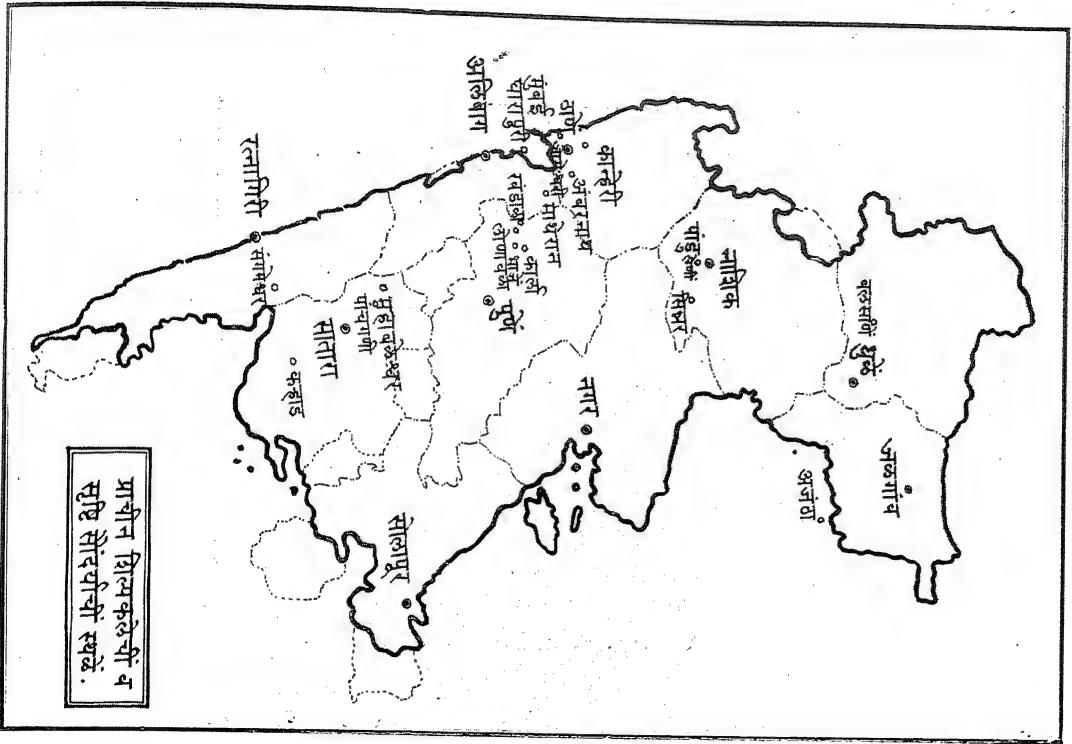 बलसाणें धुळें
जळगांव
अजंठा
नाशिक
पांडुलेणें सिन्नर
नगर
कान्हेरी
ठाणें
अंबरनाथ
मुंबई
माथेरान
घारापुरी
खंडाळा
कार्ला
भाजें
लोणावळा
पुणें
अलिबाग
महाबळेश्वर
पांचगणी
सातारा
कऱ्हाड
सोलापूर
रत्नागिरी
संगमेश्वर
प्राचीन शिल्पकलेचीं व
सृष्टि सौंदर्याचीं स्थळें.